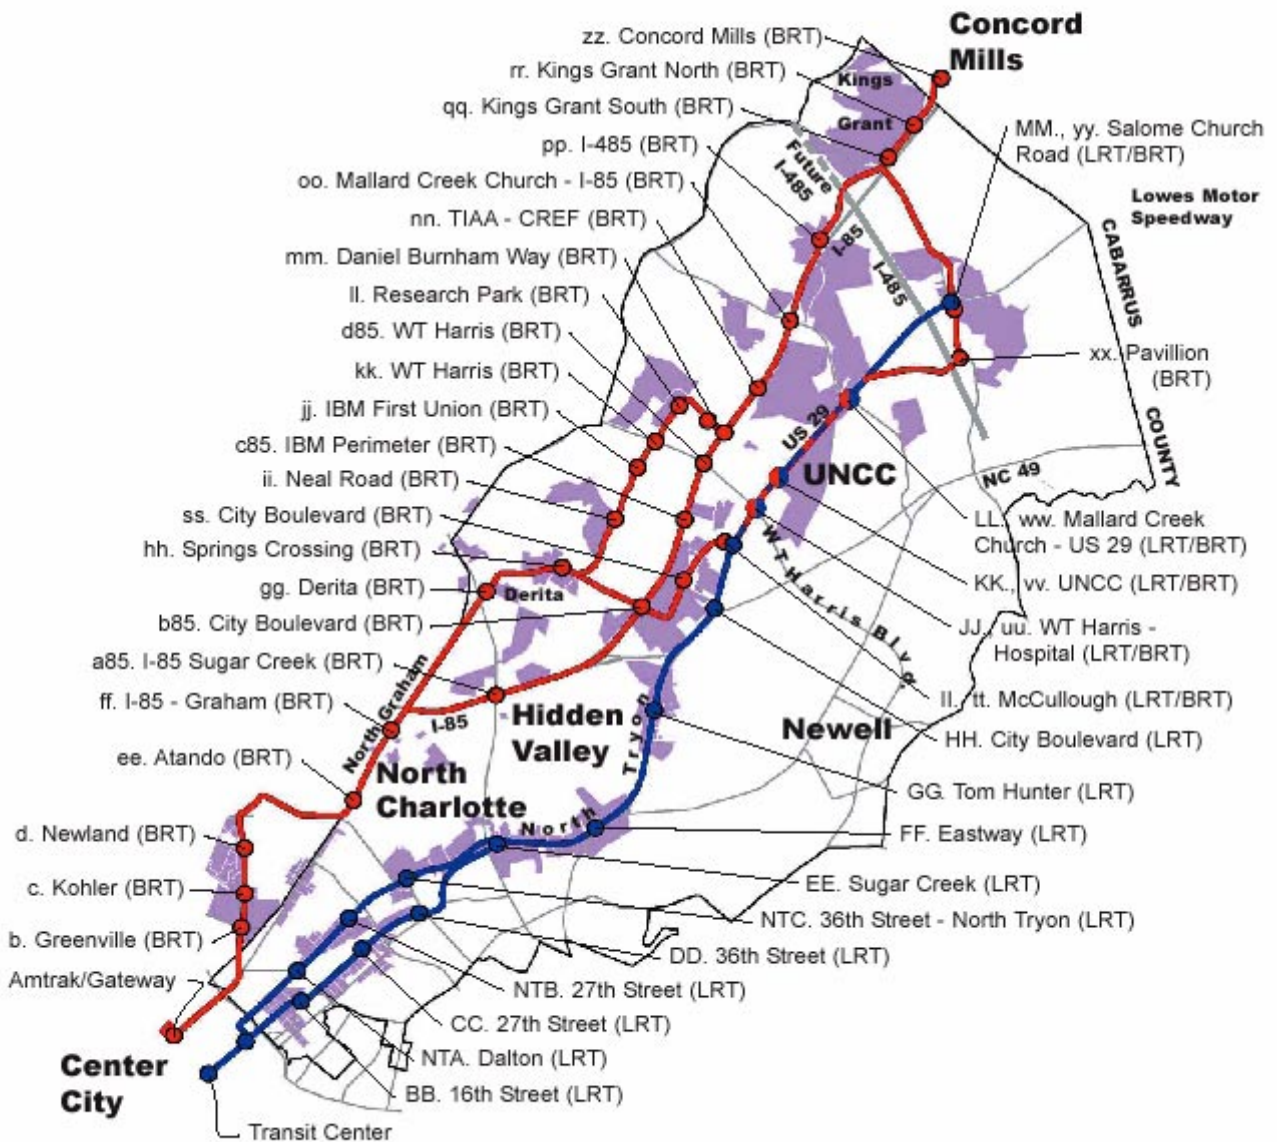 Concord
Mills
zz. Concord Mills (BRT)
rr. Kings Grant North (BRT)
qq. Kings Grant South (BRT)
pp. I-485 (BRT)
oo. Mallard Creek Church - I-85 (BRT)
nn. TIAA - CREF (BRT)
mm. Daniel Burnham Way (BRT)
ll. Research Park (BRT)
d85. WT Harris (BRT)
kk. WT Harris (BRT)
jj. IBM First Union (BRT)
c85. IBM Perimeter (BRT)
ii. Neal Road (BRT)
ss. City Boulevard (BRT)
hh. Springs Crossing (BRT)
gg. Derita (BRT)
b85. City Boulevard (BRT)
a85. I-85 Sugar Creek (BRT)
ff. I-85 - Graham (BRT)
ee. Atando (BRT)
d. Newland (BRT)
c. Kohler (BRT)
b. Greenville (BRT)
Amtrak/Gateway
Center
City
Transit Center
Kings
Grant
Future
I-485
I-85
I-485
MM., yy. Salome Church
Road (LRT/BRT)
Lowes Motor
Speedway
CABARRUS
COUNTY
xx. Pavillion
(BRT)
US 29
UNCC
NC 49
LL., ww. Mallard Creek
Church - US 29 (LRT/BRT)
KK., vv. UNCC (LRT/BRT)
WT Harris Blvd.
JJ., uu. WT Harris -
Hospital (LRT/BRT)
II., tt. McCullough (LRT/BRT)
HH. City Boulevard (LRT)
GG. Tom Hunter (LRT)
FF. Eastway (LRT)
EE. Sugar Creek (LRT)
NTC. 36th Street - North Tryon (LRT)
DD. 36th Street (LRT)
NTB. 27th Street (LRT)
CC. 27th Street (LRT)
NTA. Dalton (LRT)
BB. 16th Street (LRT)
Derita
North Graham
I-85
Hidden
Valley
Newell
North
Charlotte
North
Tryon